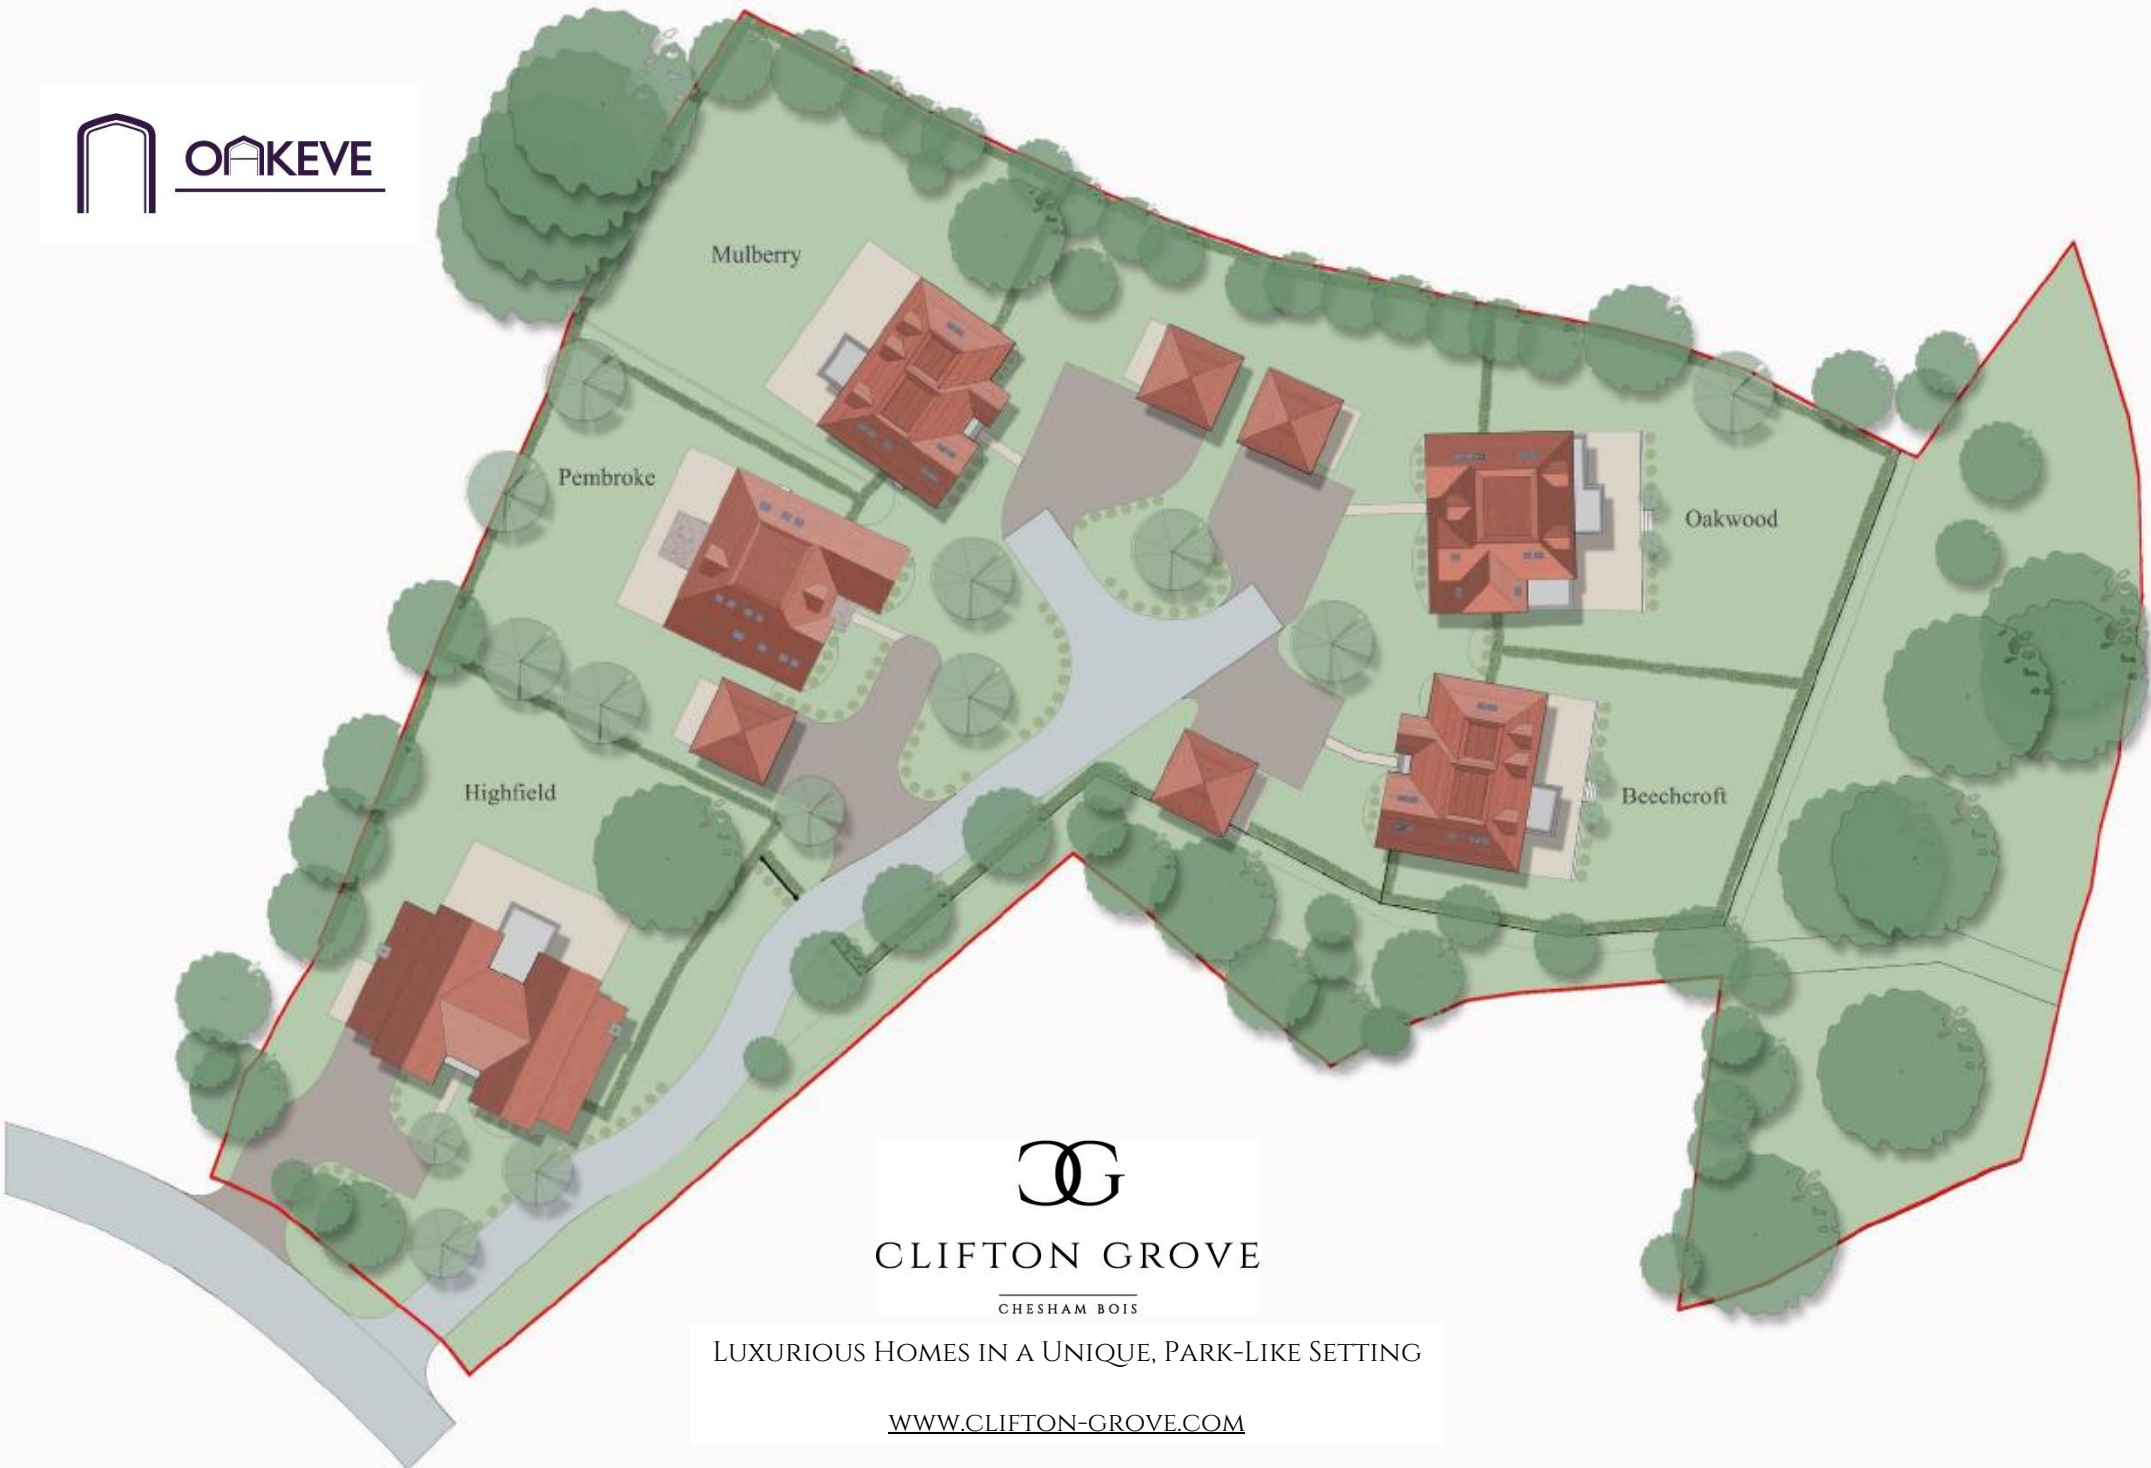 OAKEVE
Mulberry
Pembroke
Oakwood
Highfield
Beechcroft
CG
CLIFTON GROVE
CHESHAM BOIS
LUXURIOUS HOMES IN A UNIQUE, PARK-LIKE SETTING
WWW.CLIFTON-GROVE.COM